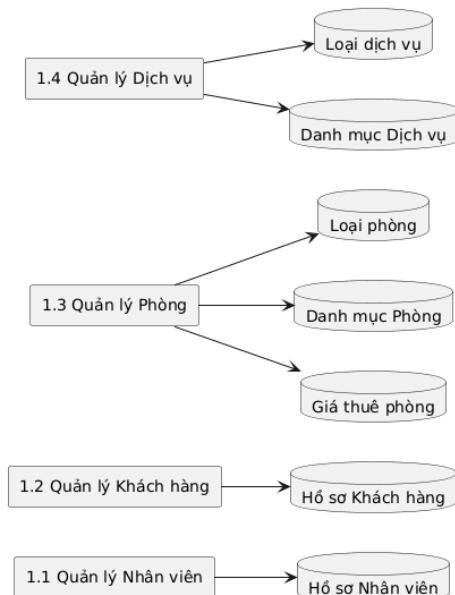 Loại dịch vụ
1.4 Quản lý Dịch vụ
Danh mục Dịch vụ
Loại phòng
1.3 Quản lý Phòng
Danh mục Phòng
Giá thuê phòng
1.2 Quản lý Khách hàng
Hồ sơ Khách hàng
1.1 Quản lý Nhân viên
Hồ sơ Nhân viên